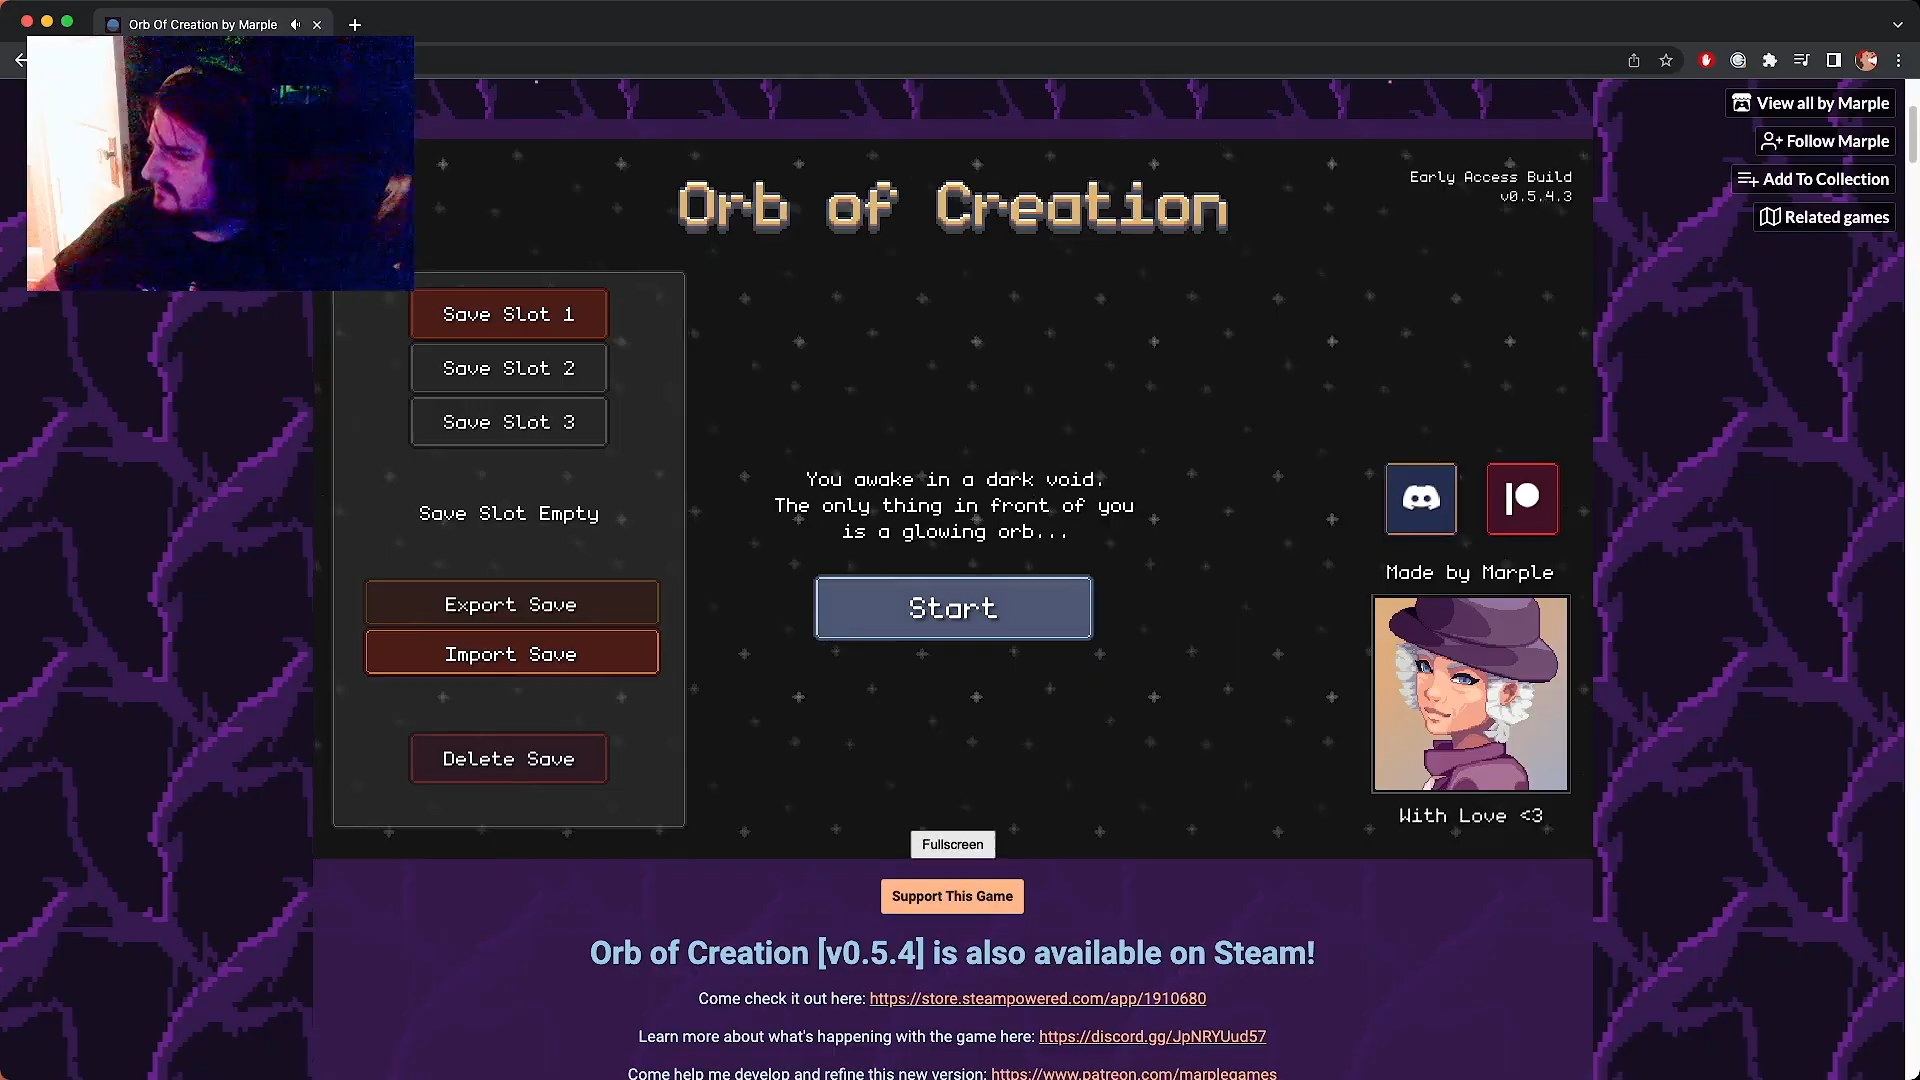 Orb Of Creation by Marple
View all by Marple
Follow Marple
Add To Collection
Related games
Orb of Creation
Early Access Build
v0.5.4.3
Save Slot 1
Save Slot 2
Save Slot 3
Save Slot Empty
Export Save
Import Save
Delete Save
You awake in a dark void.
The only thing in front of you
is a glowing orb...
Start
Made by Marple
With Love <3
Fullscreen
Support This Game
Orb of Creation [v0.5.4] is also available on Steam!
Come check it out here: https://store.steampowered.com/app/1910680
Learn more about what's happening with the game here: https://discord.gg/JpNRYUud57
Come help me develop and refine this new version: https://www.patreon.com/marplegames